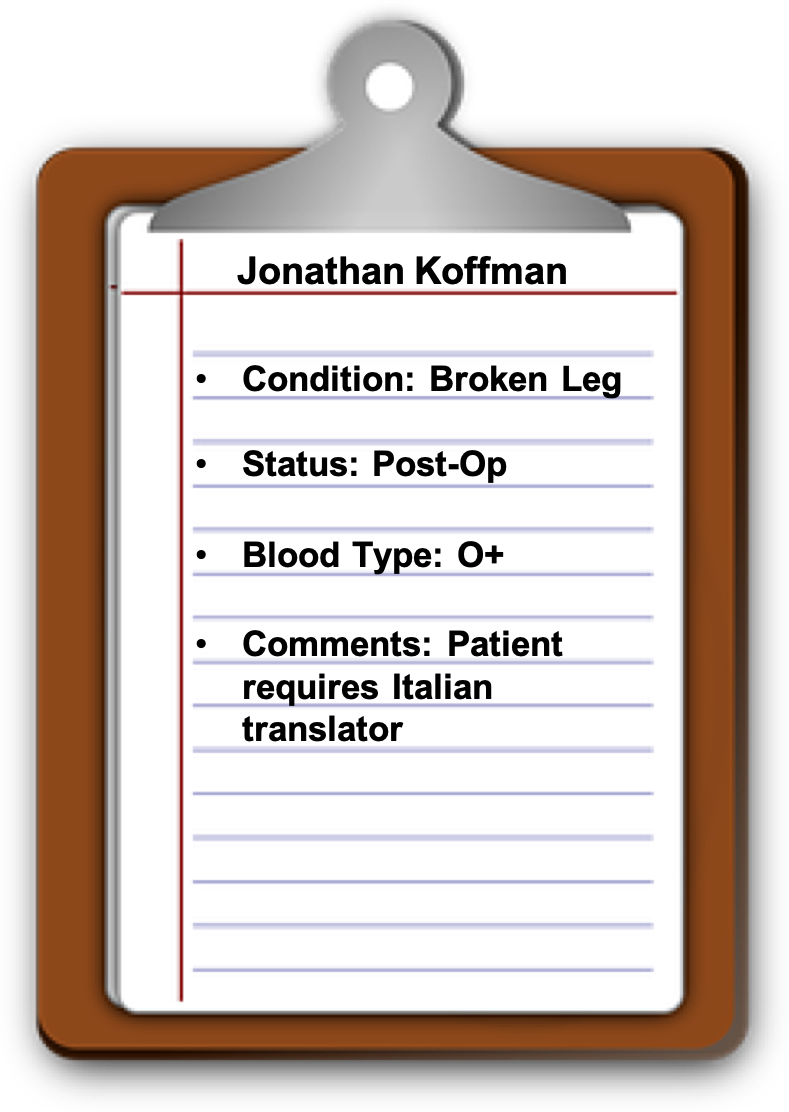 Jonathan Koffman
• Condition: Broken Leg
• Status: Post-Op
• Blood Type: O+
• Comments: Patient
requires Italian
translator